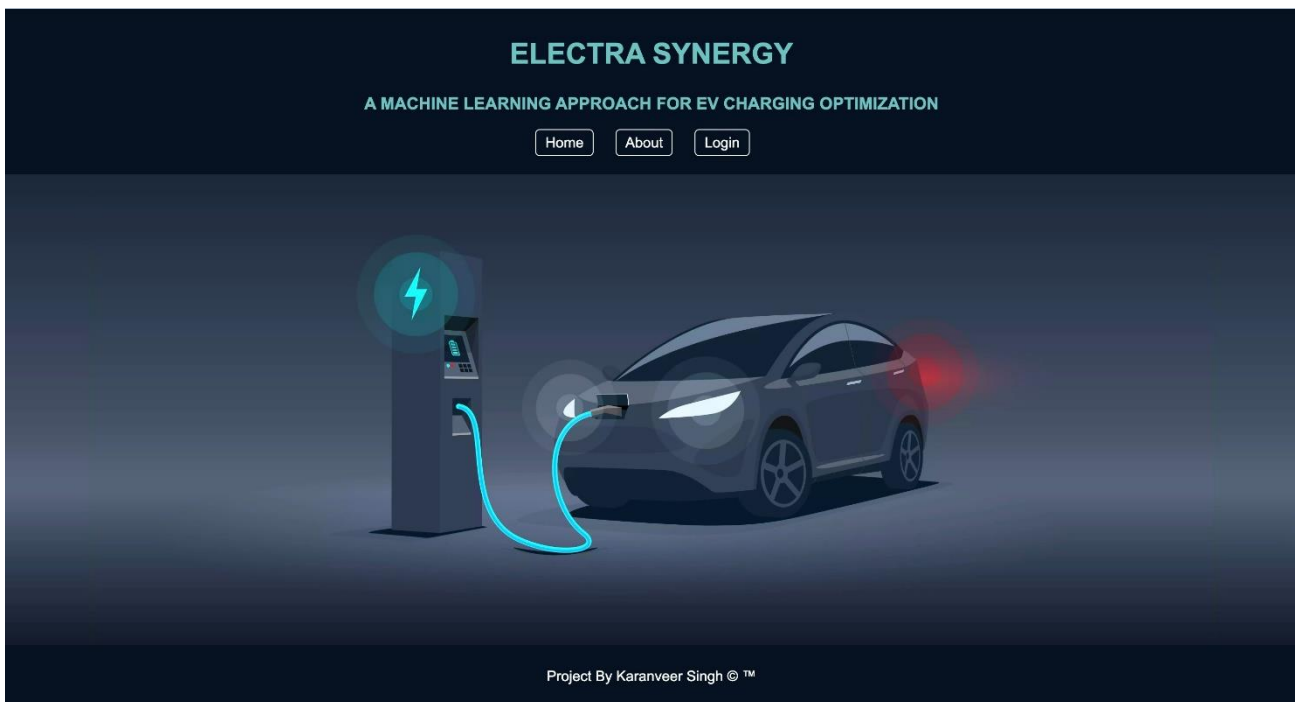 ELECTRA SYNERGY
A MACHINE LEARNING APPROACH FOR EV CHARGING OPTIMIZATION
Home About Login
Project By Karanveer Singh © ™